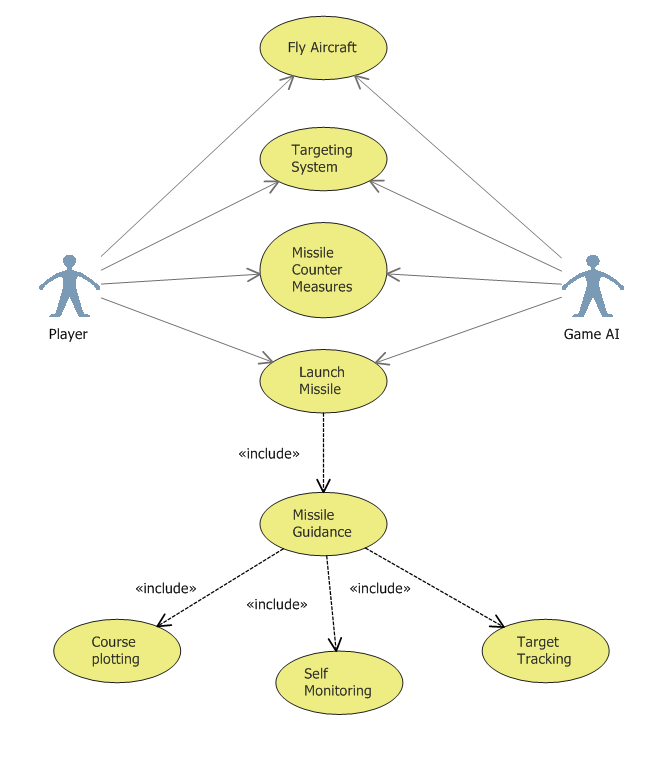 Fly Aircraft
Targeting
System
Missile
Counter
Measures
Player
Game AI
Launch
Missile
«include»
Missile
Guidance
«include»
«include»
«include»
Course
plotting
Self
Monitoring
Target
Tracking